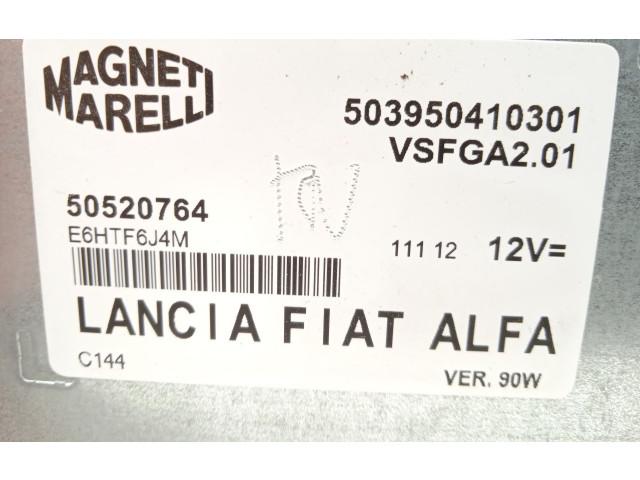 MAGNETI
MARELLI
503950410301
VSFGA2.01
50520764
E6HTF6J4M
111 12 12V=
LANCIA FIAT ALFA
C144
VER. 90W